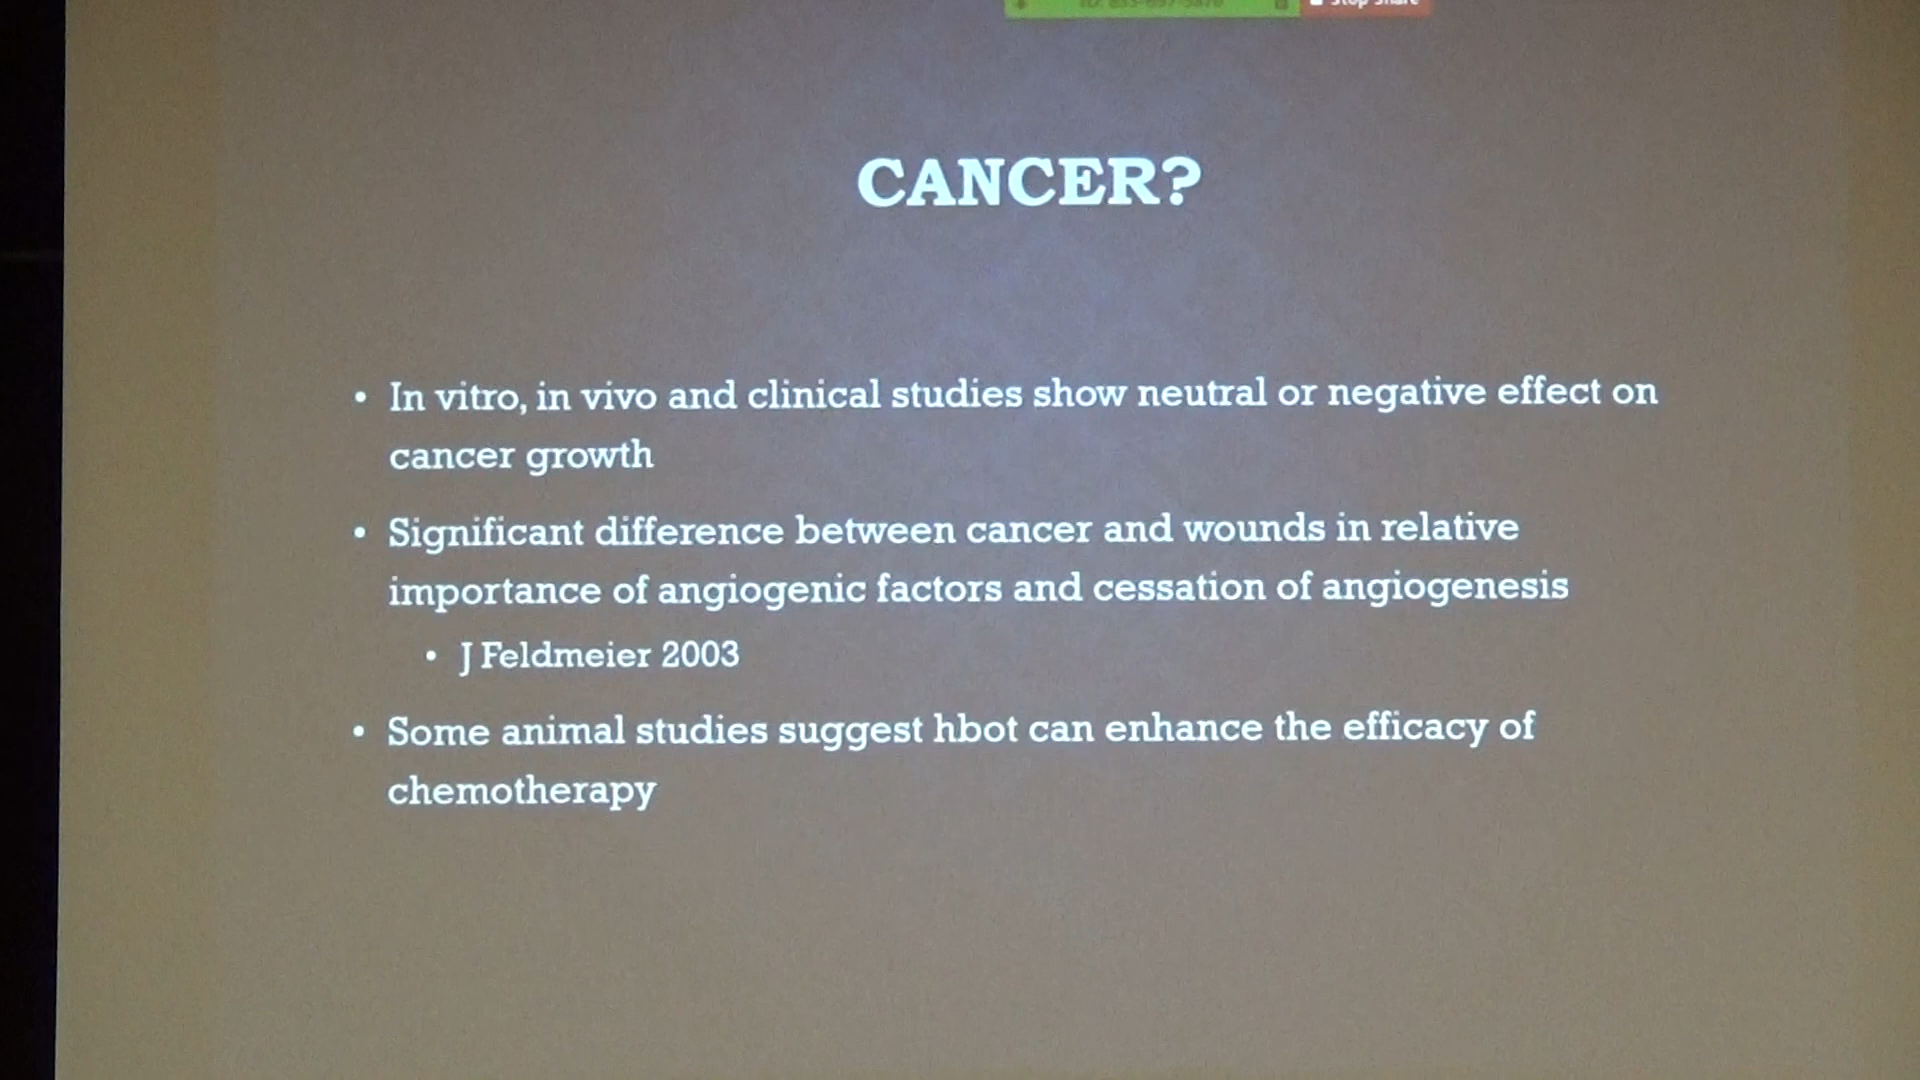 Stop Share
CANCER?
• In vitro, in vivo and clinical studies show neutral or negative effect on
cancer growth
• Significant difference between cancer and wounds in relative
importance of angiogenic factors and cessation of angiogenesis
• J Feldmeier 2003
• Some animal studies suggest hbot can enhance the efficacy of
chemotherapy